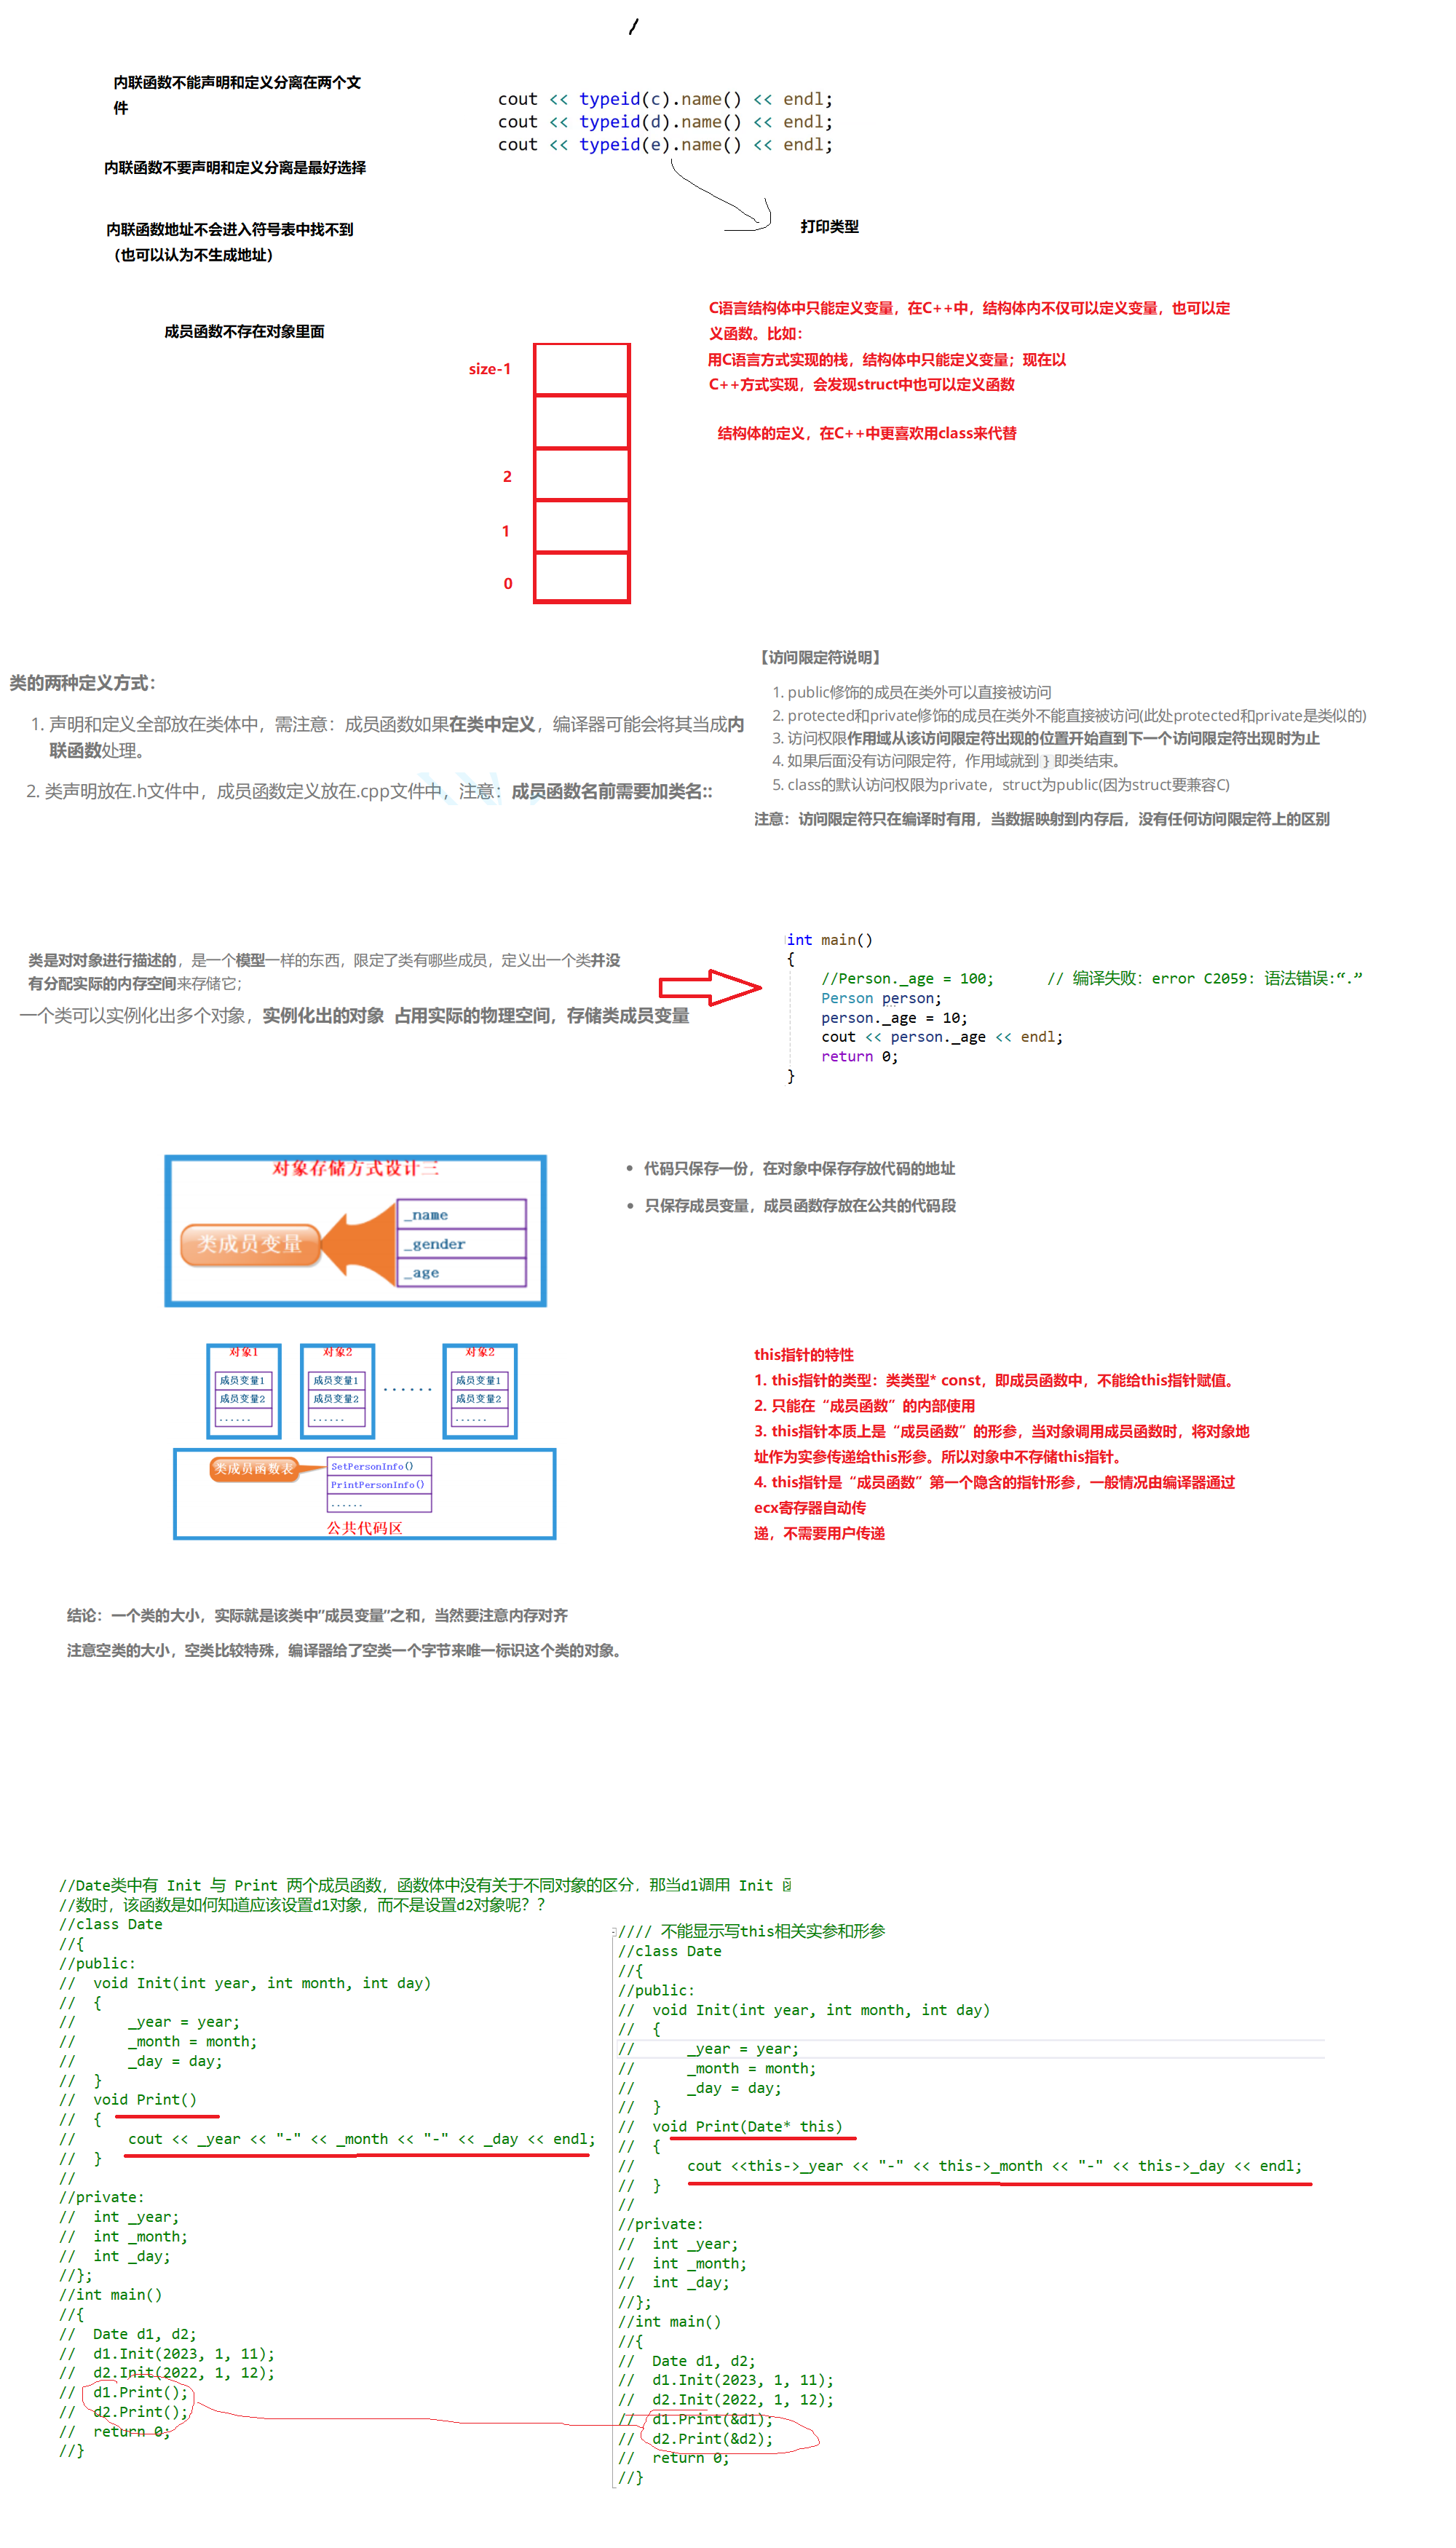 内联函数不能声明和定义分离在两个文
件
内联函数不要声明和定义分离是最好选择
内联函数地址不会进入符号表中找不到
（也可以认为不生成地址）
成员函数不存在对象里面
cout << typeid(c).name() << endl;
cout << typeid(d).name() << endl;
cout << typeid(e).name() << endl;
打印类型
C语言结构体中只能定义变量，在C++中，结构体内不仅可以定义变量，也可以定
义函数。比如：
用C语言方式实现的栈，结构体中只能定义变量；现在以
C++方式实现，会发现struct中也可以定义函数
结构体的定义，在C++中更喜欢用class来代替
size-1
2
1
0
类的两种定义方式：
1. 声明和定义全部放在类体中，需注意：成员函数如果在类中定义，编译器可能会将其当成内
联函数处理。
2. 类声明放在.h文件中，成员函数定义放在.cpp文件中，注意：成员函数名前需要加类名::
【访问限定符说明】
1. public修饰的成员在类外可以直接被访问
2. protected和private修饰的成员在类外不能直接被访问(此处protected和private是类似的)
3. 访问权限作用域从该访问限定符出现的位置开始直到下一个访问限定符出现时为止
4. 如果后面没有访问限定符，作用域就到 } 即类结束。
5. class的默认访问权限为private，struct为public(因为struct要兼容C)
注意：访问限定符只在编译时有用，当数据映射到内存后，没有任何访问限定符上的区别
类是对对象进行描述的，是一个模型一样的东西，限定了类有哪些成员，定义出一个类并没
有分配实际的内存空间来存储它；
一个类可以实例化出多个对象，实例化出的对象 占用实际的物理空间，存储类成员变量
int main()
{
//Person._age = 100; // 编译失败：error C2059: 语法错误:“.”
Person person;
person._age = 10;
cout << person._age << endl;
return 0;
}
对象存储方式设计三
类成员变量
_name
_gender
_age
• 代码只保存一份，在对象中保存存放代码的地址
• 只保存成员变量，成员函数存放在公共的代码段
对象1
成员变量1
成员变量2
......
对象2
成员变量1
成员变量2
......
......
对象2
成员变量1
成员变量2
......
类成员函数表
SetPersonInfo()
PrintPersonInfo()
......
公共代码区
this指针的特性
1. this指针的类型：类类型* const，即成员函数中，不能给this指针赋值。
2. 只能在“成员函数”的内部使用
3. this指针本质上是“成员函数”的形参，当对象调用成员函数时，将对象地
址作为实参传递给this形参。所以对象中不存储this指针。
4. this指针是“成员函数”第一个隐含的指针形参，一般情况由编译器通过
ecx寄存器自动传
递，不需要用户传递
结论：一个类的大小，实际就是该类中”成员变量”之和，当然要注意内存对齐
注意空类的大小，空类比较特殊，编译器给了空类一个字节来唯一标识这个类的对象。
//Date类中有 Init 与 Print 两个成员函数，函数体中没有关于不同对象的区分，那当d1调用 Init 函
//数时，该函数是如何知道应该设置d1对象，而不是设置d2对象呢？？
//class Date
//{
//public:
// void Init(int year, int month, int day)
// {
// _year = year;
// _month = month;
// _day = day;
// }
// void Print()
// {
// cout << _year << "-" << _month << "-" << _day << endl;
// }
//
//private:
// int _year;
// int _month;
// int _day;
//};
//int main()
//{
// Date d1, d2;
// d1.Init(2023, 1, 11);
// d2.Init(2022, 1, 12);
// d1.Print();
// d2.Print();
// return 0;
//}
//// 不能显示写this相关实参和形参
//class Date
//{
//public:
// void Init(int year, int month, int day)
// {
// _year = year;
// _month = month;
// _day = day;
// }
// void Print(Date* this)
// {
// cout <<this->_year << "-" << this->_month << "-" << this->_day << endl;
// }
//
//private:
// int _year;
// int _month;
// int _day;
//};
//int main()
//{
// Date d1, d2;
// d1.Init(2023, 1, 11);
// d2.Init(2022, 1, 12);
// d1.Print(&d1);
// d2.Print(&d2);
// return 0;
//}